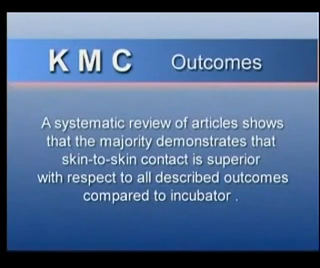 KMC Outcomes
A systematic review of articles shows
that the majority demonstrates that
skin-to-skin contact is superior
with respect to all described outcomes
compared to incubator .